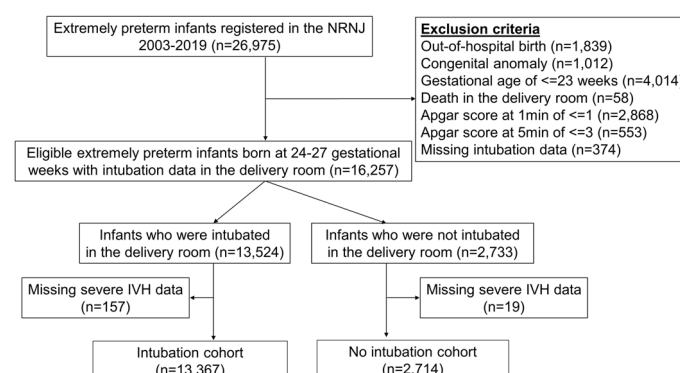 Extremely preterm infants registered in the NRNJ
2003-2019 (n=26,975)
Exclusion criteria
Out-of-hospital birth (n=1,839)
Congenital anomaly (n=1,012)
Gestational age of <=23 weeks (n=4,014)
Death in the delivery room (n=58)
Apgar score at 1min of <=1 (n=2,868)
Apgar score at 5min of <=3 (n=553)
Missing intubation data (n=374)
Eligible extremely preterm infants born at 24-27 gestational
weeks with intubation data in the delivery room (n=16,257)
Infants who were intubated
in the delivery room (n=13,524)
Infants who were not intubated
in the delivery room (n=2,733)
Missing severe IVH data
(n=157)
Missing severe IVH data
(n=19)
Intubation cohort
(n=13,367)
No intubation cohort
(n=2,714)